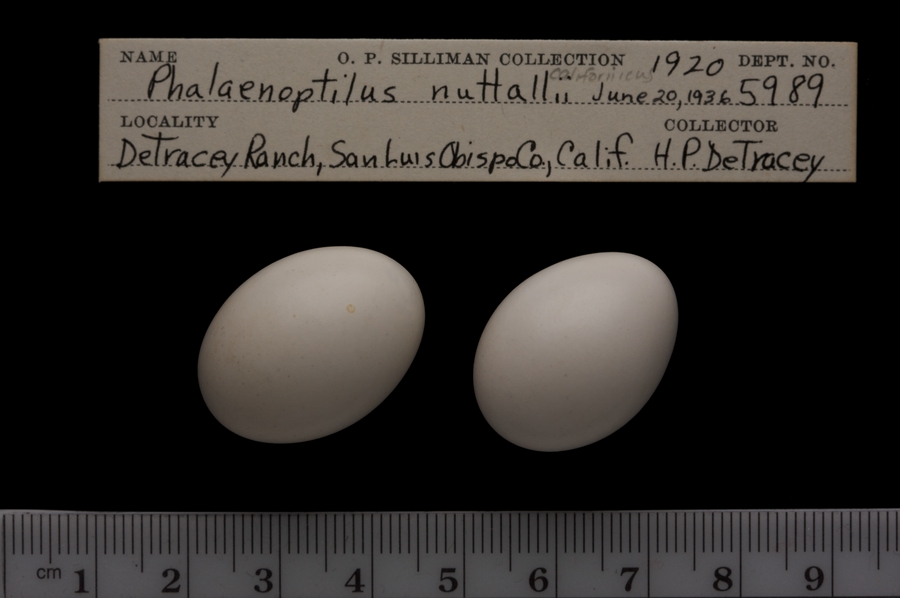 NAME O. P. SILLIMAN COLLECTION 1920 DEPT. NO.
californicus
Phalaenoptilus nuttallii June 20, 1936 5989
LOCALITY COLLECTOR
DeTracey Ranch, San Luis Obispo Co., Calif. H. P. DeTracey
cm 1 2 3 4 5 6 7 8 9